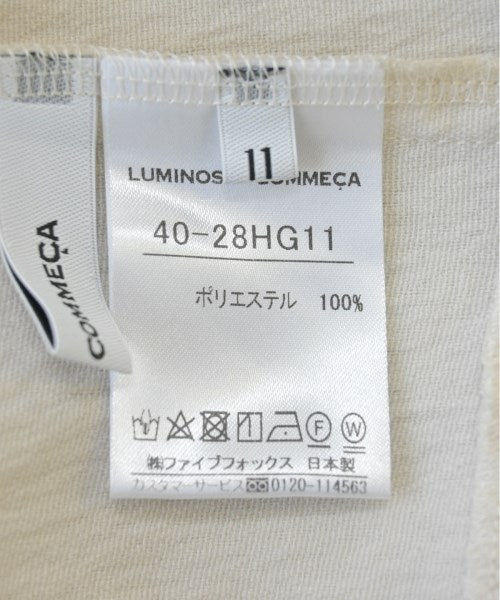 11
LUMINOS COMMEÇA
40-28HG11
ポリエステル 100%
F W
㈱ファイブフォックス 日本製
カスタマーサービス 0120-114563
COMMEÇA